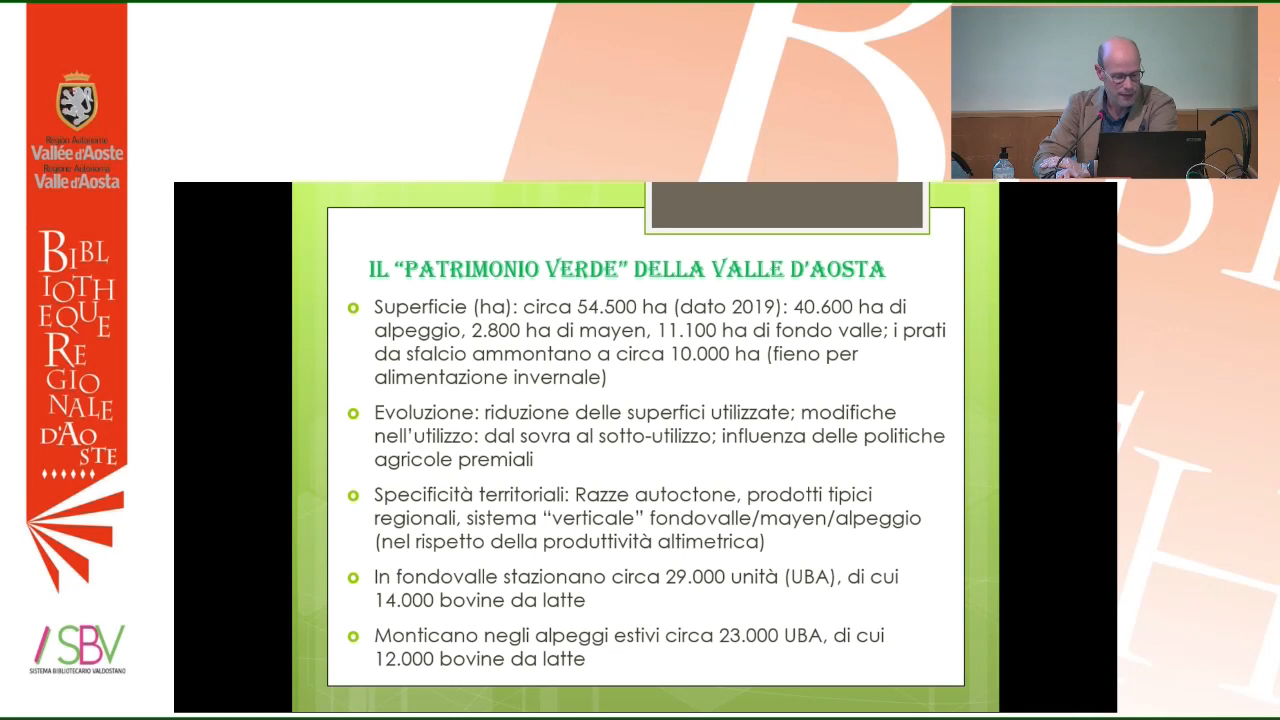 Région Autonome
Vallée d'Aoste
Regione Autonoma
Valle d'Aosta
BIBL
IOTH
EQUE
RE
GIO
NALE
D'AO
STE
SBV
SISTEMA BIBLIOTECARIO VALDOSTANO
IL “PATRIMONIO VERDE” DELLA VALLE D’AOSTA
Superficie (ha): circa 54.500 ha (dato 2019): 40.600 ha di
alpeggio, 2.800 ha di mayen, 11.100 ha di fondo valle; i prati
da sfalcio ammontano a circa 10.000 ha (fieno per
alimentazione invernale)
Evoluzione: riduzione delle superfici utilizzate; modifiche
nell’utilizzo: dal sovra al sotto-utilizzo; influenza delle politiche
agricole premiali
Specificità territoriali: Razze autoctone, prodotti tipici
regionali, sistema “verticale” fondovalle/mayen/alpeggio
(nel rispetto della produttività altimetrica)
In fondovalle stazionano circa 29.000 unità (UBA), di cui
14.000 bovine da latte
Monticano negli alpeggi estivi circa 23.000 UBA, di cui
12.000 bovine da latte